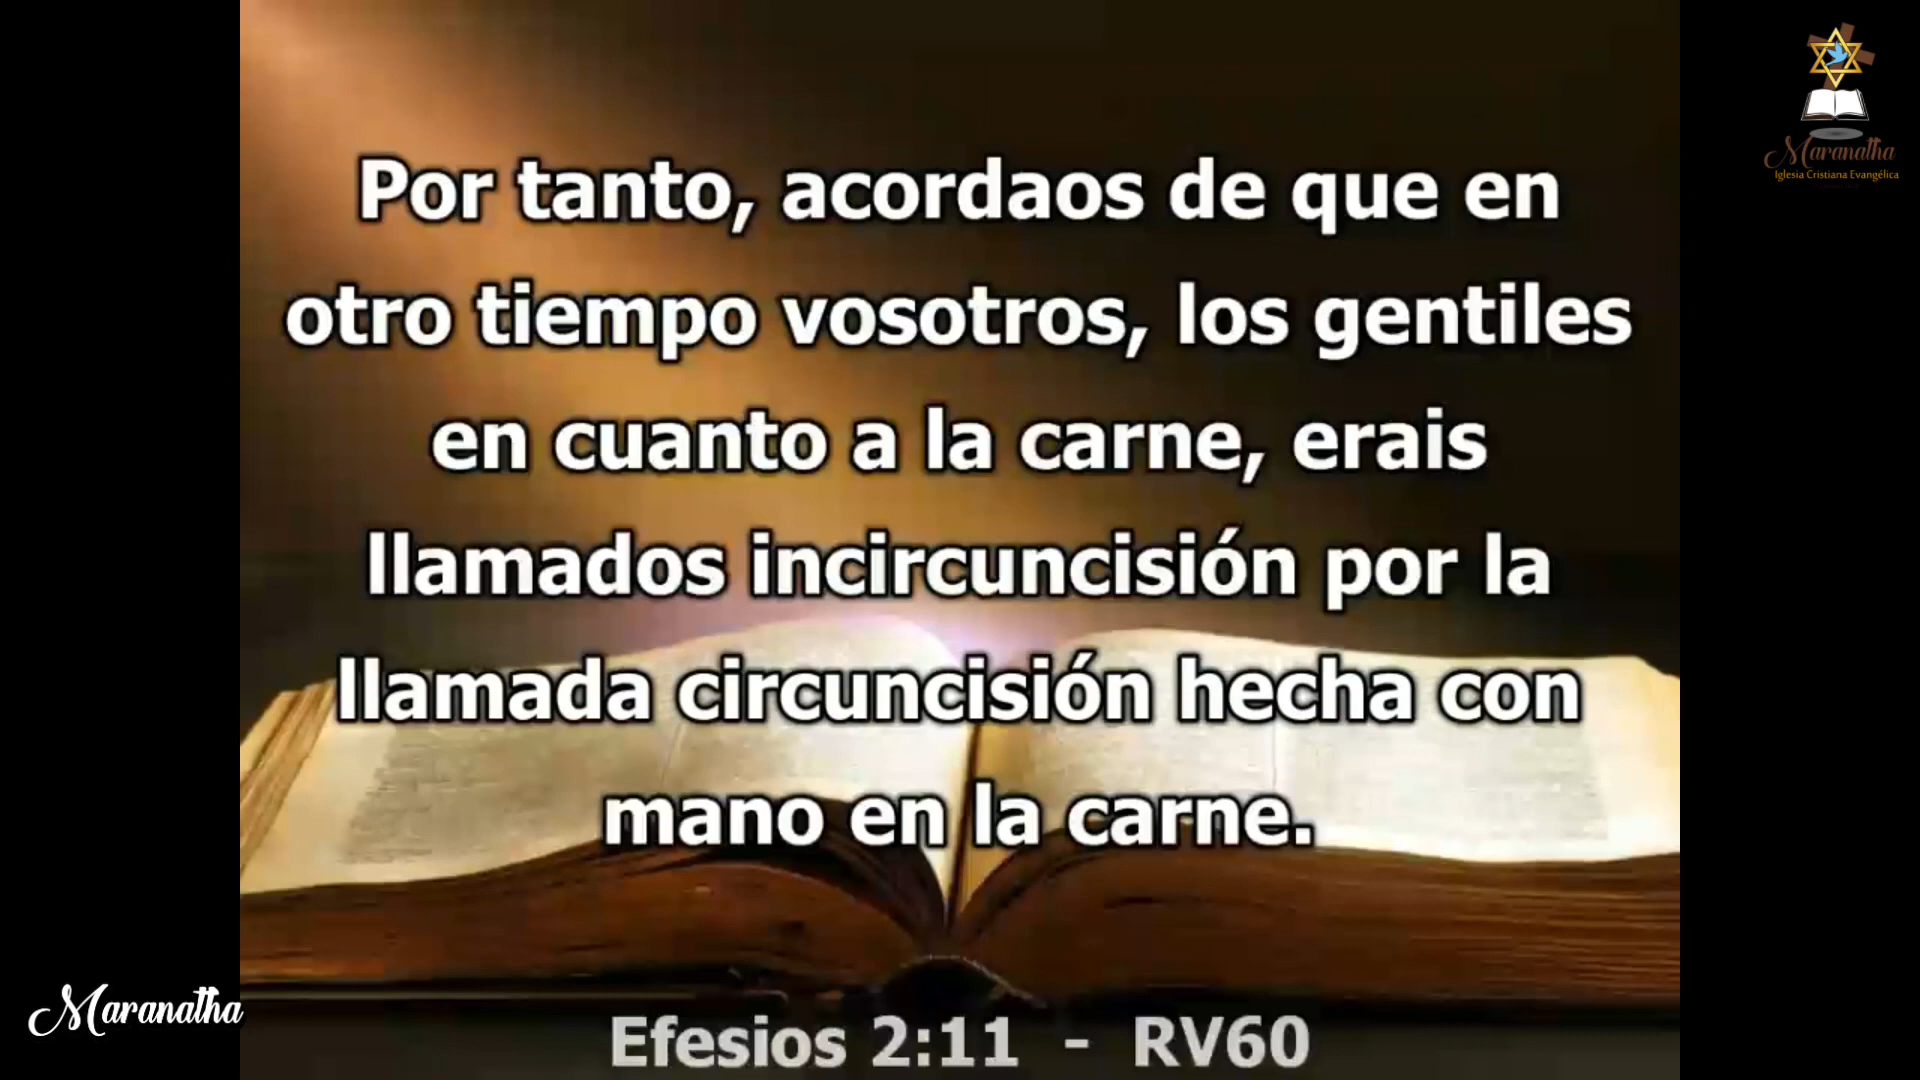 Maranatha
Iglesia Cristiana Evangélica
Por tanto, acordaos de que en
otro tiempo vosotros, los gentiles
en cuanto a la carne, erais
llamados incircuncisión por la
llamada circuncisión hecha con
mano en la carne.
Maranatha
Efesios 2:11 - RV60